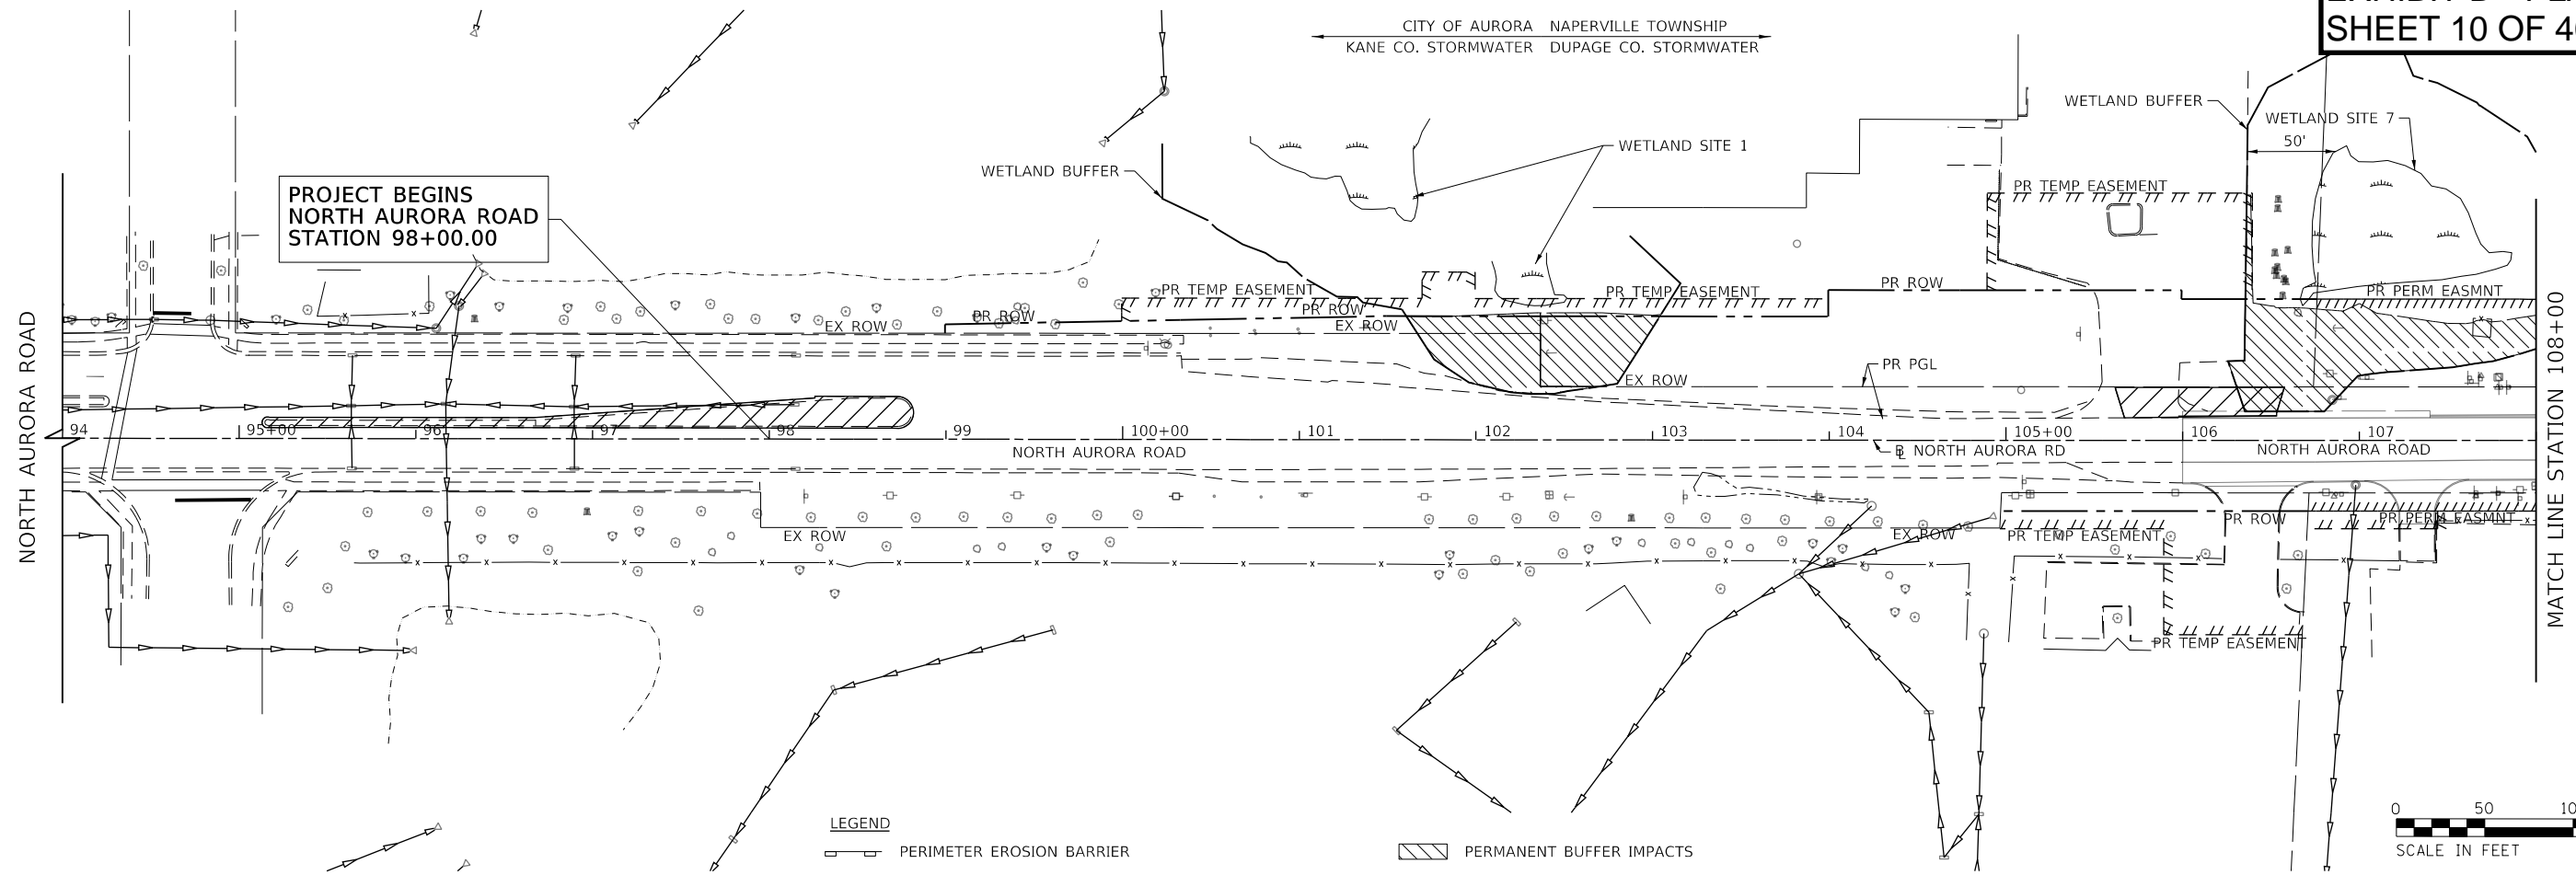 SHEET 10 OF 4
CITY OF AURORA NAPERVILLE TOWNSHIP
KANE CO. STORMWATER DUPAGE CO. STORMWATER
WETLAND BUFFER
WETLAND SITE 7
50'
WETLAND SITE 1
WETLAND BUFFER
PROJECT BEGINS
NORTH AURORA ROAD
STATION 98+00.00
PR TEMP EASEMENT
PR ROW
PR TEMP EASEMENT
PR TEMP EASEMENT
PR PERM EASMNT
PR ROW
PR ROW
EX ROW
EX ROW
PR PGL
EX ROW
NORTH AURORA ROAD
MATCH LINE STATION 108+00
94
95+00
96
97
98
99
100+00
101
102
103
104
105+00
106
107
NORTH AURORA ROAD
B NORTH AURORA RD
NORTH AURORA ROAD
EX ROW
EX ROW
PR TEMP EASEMENT
PR ROW
PR PERM EASMNT
PR TEMP EASEMENT
LEGEND
PERIMETER EROSION BARRIER
PERMANENT BUFFER IMPACTS
0 50 10
SCALE IN FEET